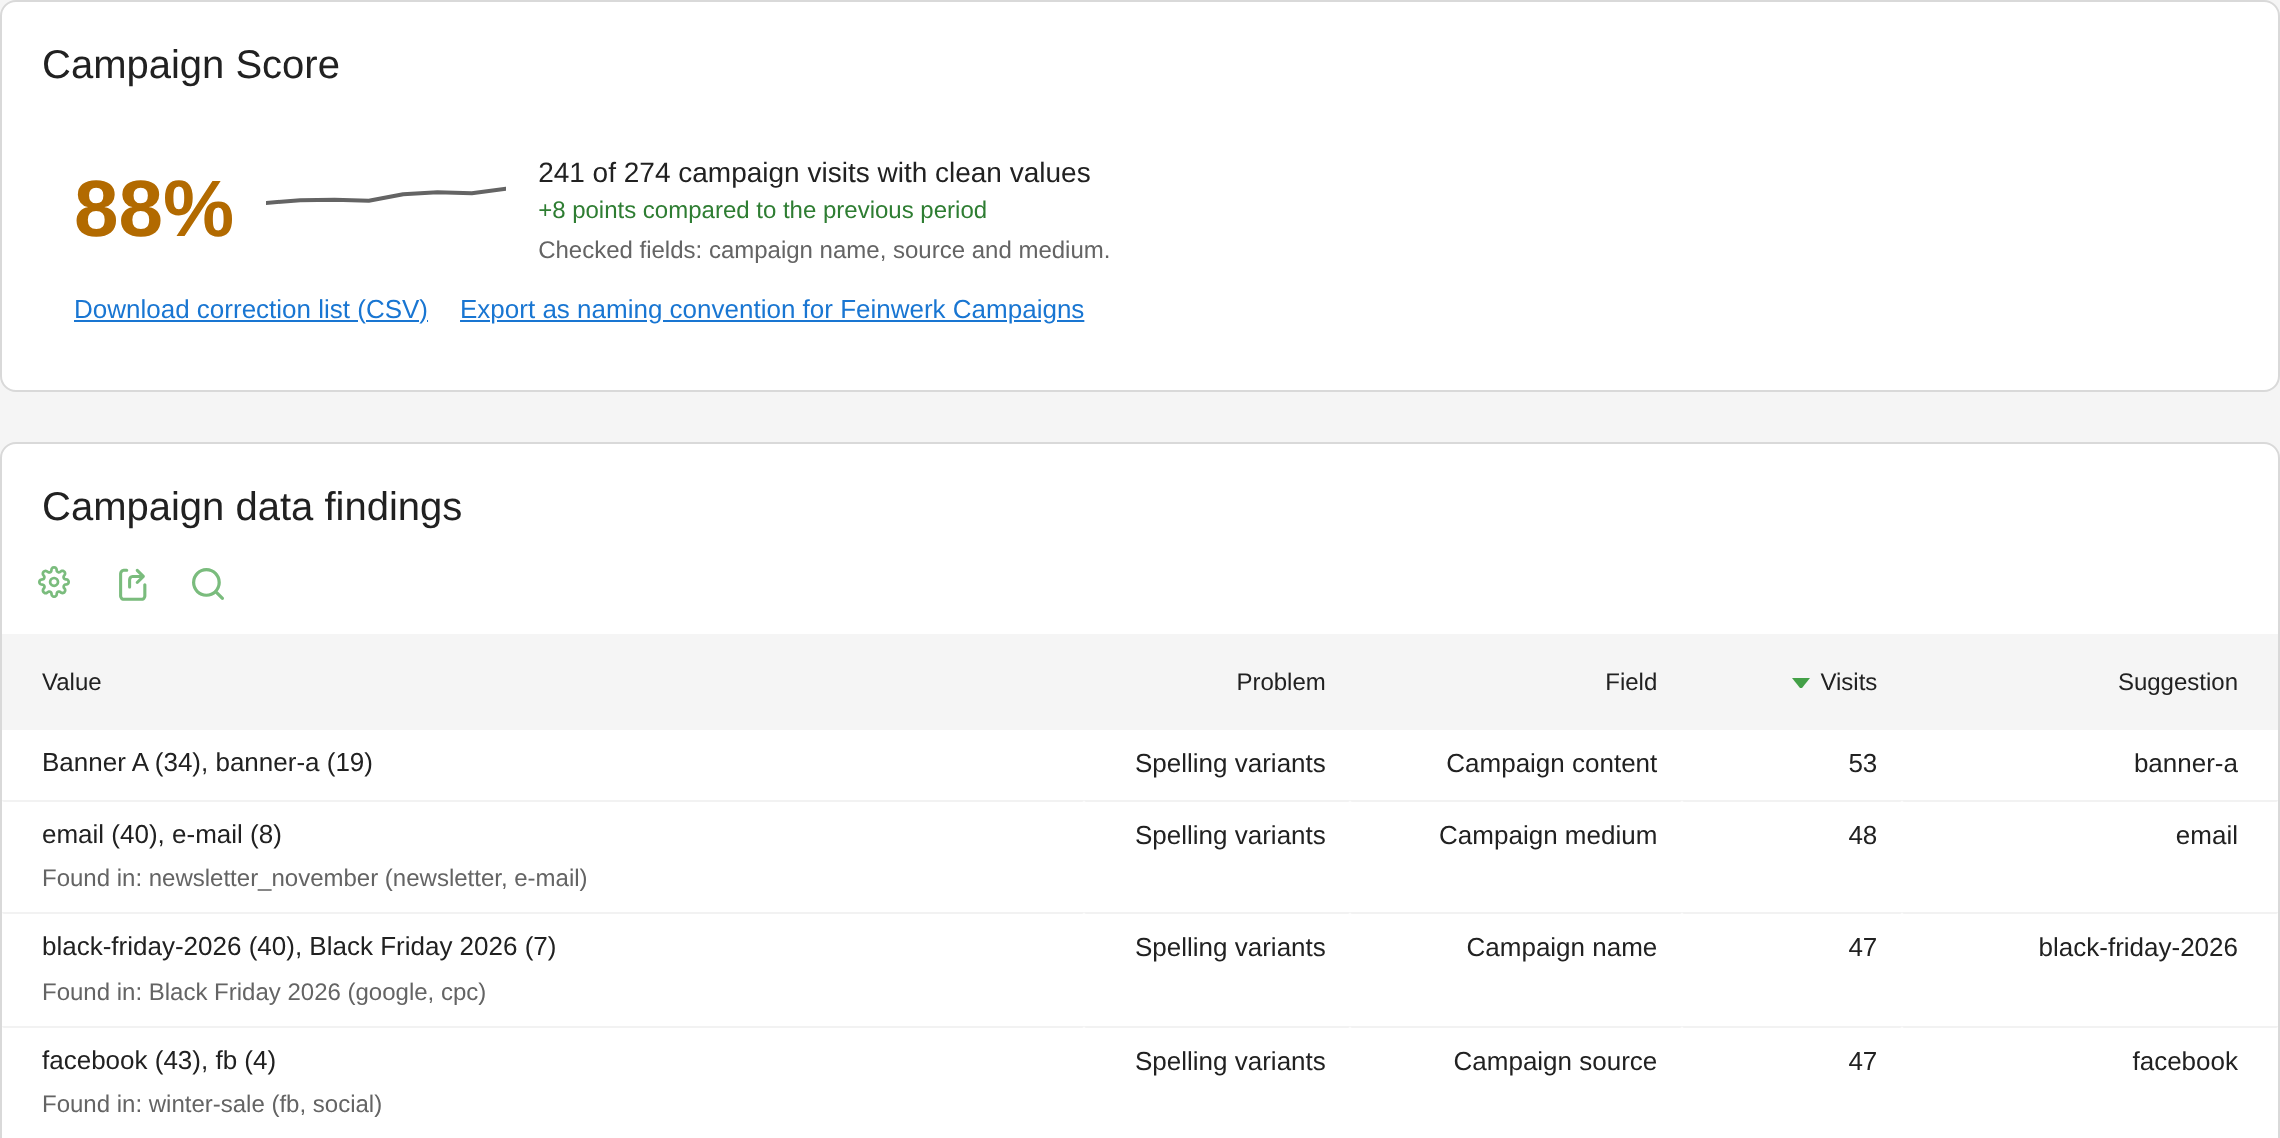 Campaign Score
88%
241 of 274 campaign visits with clean values
+8 points compared to the previous period
Checked fields: campaign name, source and medium.
Download correction list (CSV) Export as naming convention for Feinwerk Campaigns
Campaign data findings
Value Problem Field Visits Suggestion
Banner A (34), banner-a (19) Spelling variants Campaign content 53 banner-a
email (40), e-mail (8) Spelling variants Campaign medium 48 email
Found in: newsletter_november (newsletter, e-mail)
black-friday-2026 (40), Black Friday 2026 (7) Spelling variants Campaign name 47 black-friday-2026
Found in: Black Friday 2026 (google, cpc)
facebook (43), fb (4) Spelling variants Campaign source 47 facebook
Found in: winter-sale (fb, social)